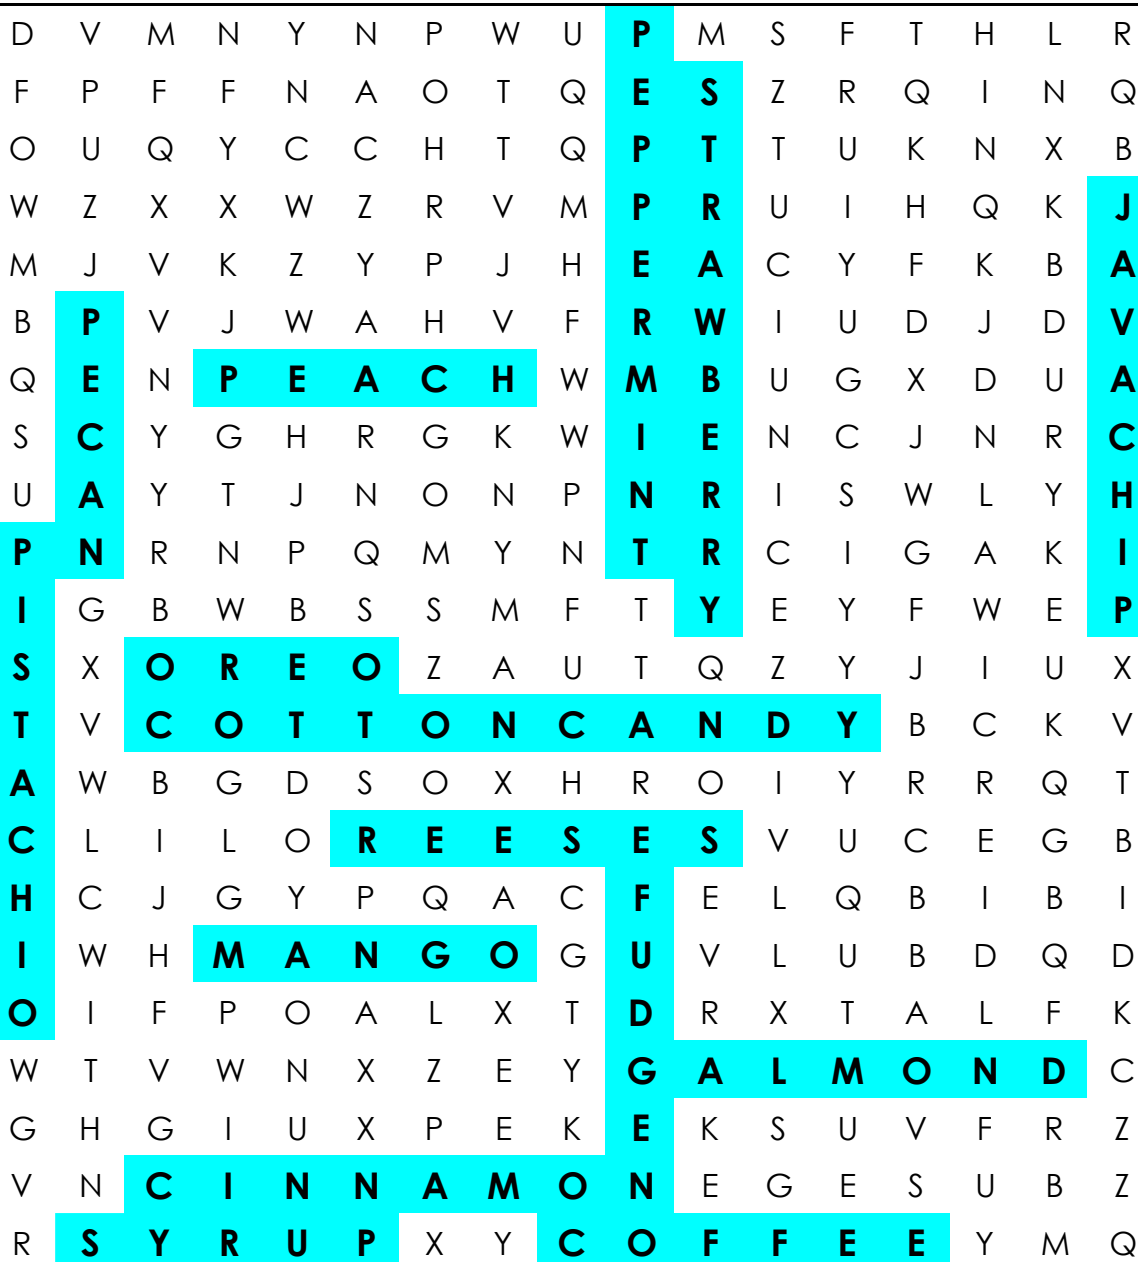 D V M N Y N P W U P M S F T H L R
F P F F N A O T Q E S Z R Q I N Q
O U Q Y C C H T Q P T T U K N X B
W Z X X W Z R V M P R U I H Q K J
M J V K Z Y P J H E A C Y F K B A
B P V J W A H V F R W I U D J D V
Q E N P E A C H W M B U G X D U A
S C Y G H R G K W I E N C J N R C
U A Y T J N O N P N R I S W L Y H
P N R N P Q M Y N T R C I G A K I
I G B W B S S M F T Y E Y F W E P
S X O R E O Z A U T Q Z Y J I U X
T V C O T T O N C A N D Y B C K V
A W B G D S O X H R O I Y R R Q T
C L I L O R E E S E S V U C E G B
H C J G Y P Q A C F E L Q B I B I
I W H M A N G O G U V L U B D Q D
O I F P O A L X T D R X T A L F K
W T V W N X Z E Y G A L M O N D C
G H G I U X P E K E K S U V F R Z
V N C I N N A M O N E G E S U B Z
R S Y R U P X Y C O F F E E Y M Q